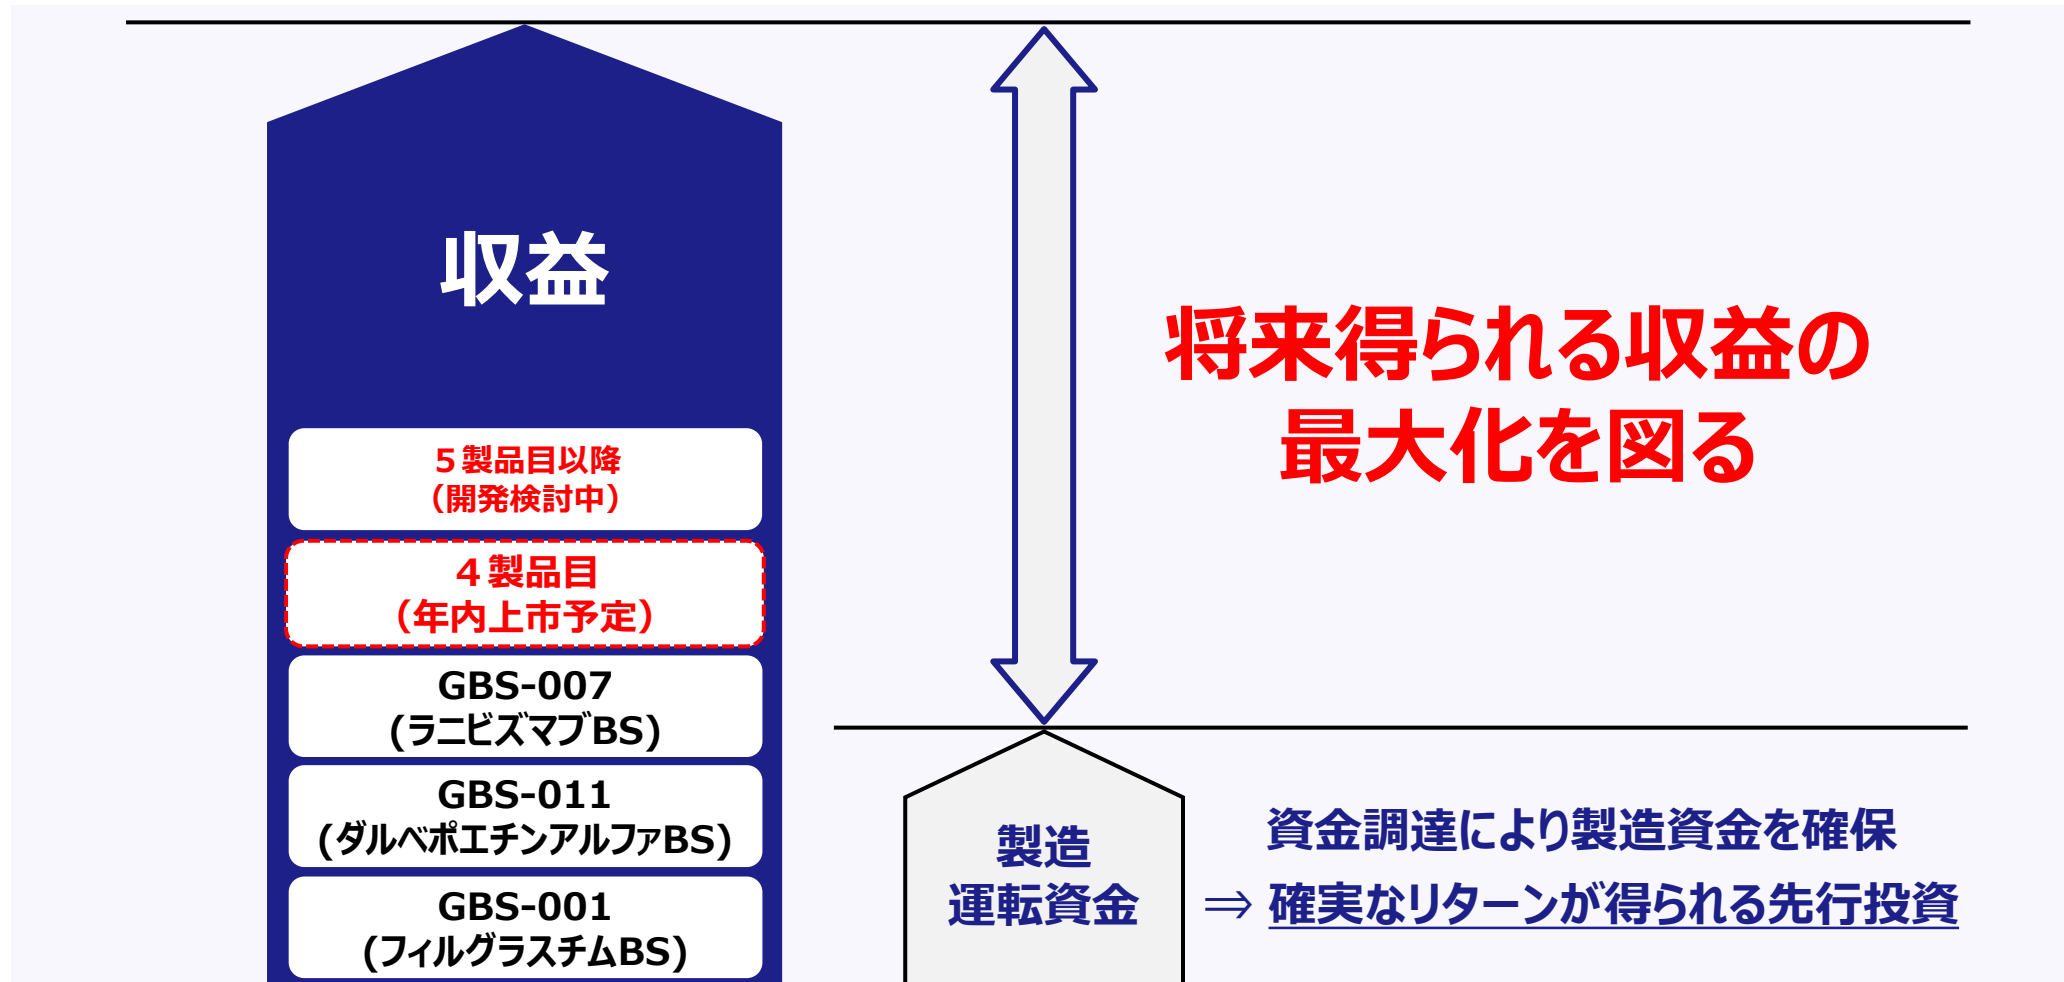 収益
５製品目以降
（開発検討中）
４製品目
（年内上市予定）
GBS-007
(ラニビズマブBS)
GBS-011
(ダルベポエチンアルファBS)
GBS-001
(フィルグラスチムBS)
将来得られる収益の
最大化を図る
製造
運転資金
資金調達により製造資金を確保
⇒ 確実なリターンが得られる先行投資